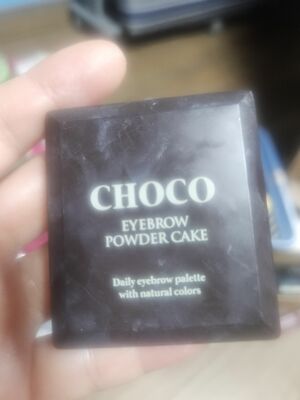 CHOCO
EYEBROW
POWDER CAKE
Daily eyebrow palette
with natural colors